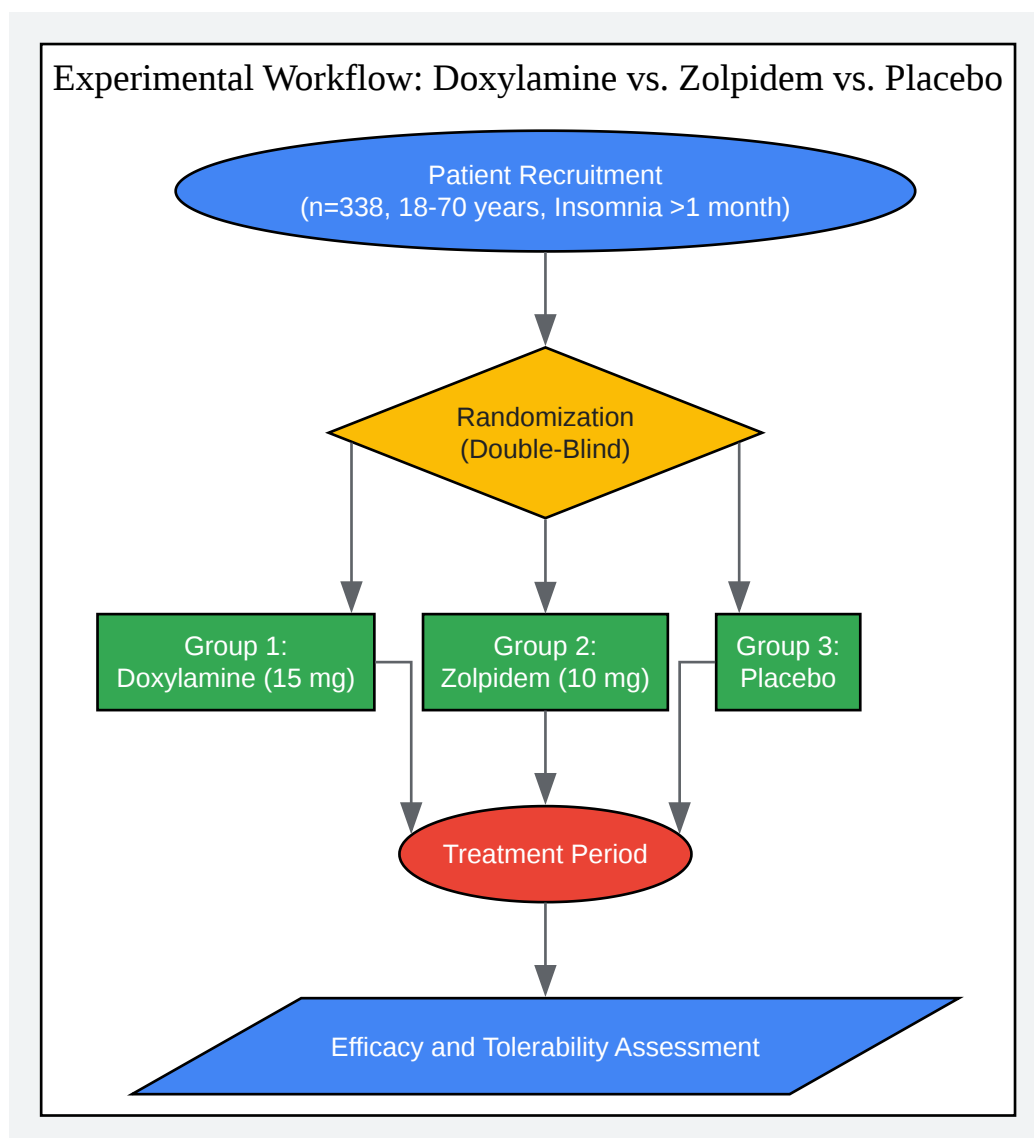 Experimental Workflow: Doxylamine vs. Zolpidem vs. Placebo
Patient Recruitment
(n=338, 18-70 years, Insomnia >1 month)
Randomization
(Double-Blind)
Group 1:
Doxylamine (15 mg)
Group 2:
Zolpidem (10 mg)
Group 3:
Placebo
Treatment Period
Efficacy and Tolerability Assessment